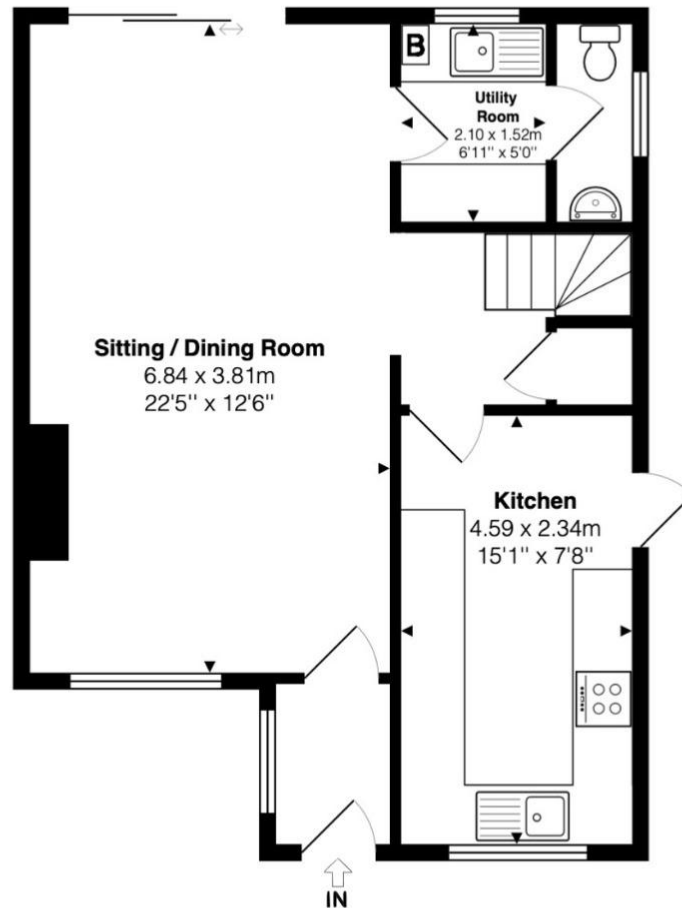 B
Utility
Room
2.10 x 1.52m
6'11'' x 5'0''
Sitting / Dining Room
6.84 x 3.81m
22'5'' x 12'6''
Kitchen
4.59 x 2.34m
15'1'' x 7'8''
IN